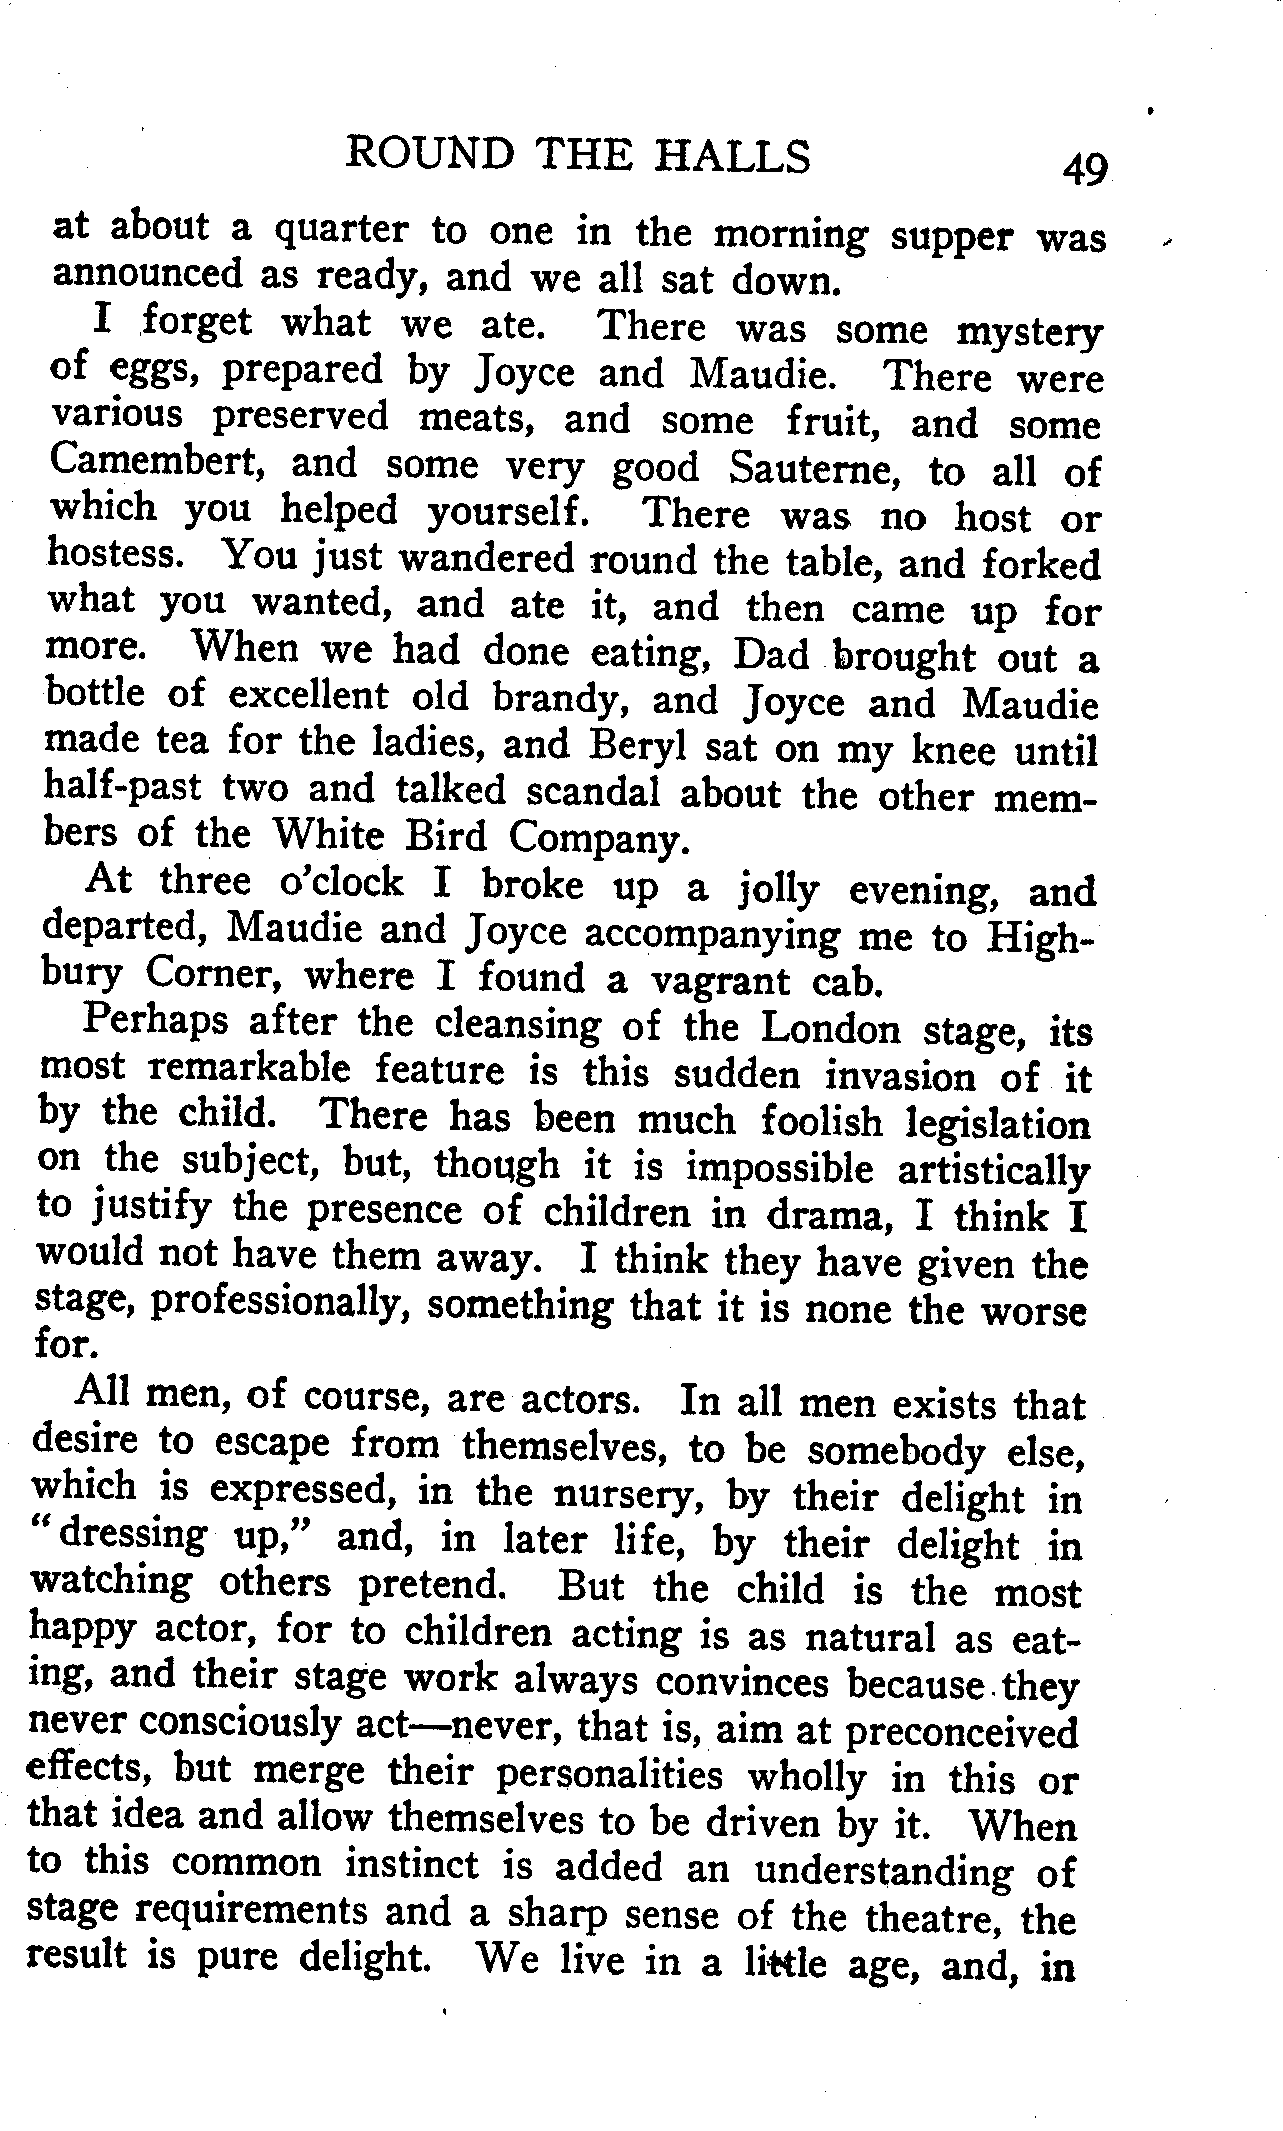 ROUND THE HALLS 49
at about a quarter to one in the morning supper was
announced as ready, and we all sat down.
I forget what we ate. There was some mystery
of eggs, prepared by Joyce and Maudie. There were
various preserved meats, and some fruit, and some
Camembert, and some very good Sauterne, to all of
which you helped yourself. There was no host or
hostess. You just wandered round the table, and forked
what you wanted, and ate it, and then came up for
more. When we had done eating, Dad brought out a
bottle of excellent old brandy, and Joyce and Maudie
made tea for the ladies, and Beryl sat on my knee until
half-past two and talked scandal about the other mem-
bers of the White Bird Company.
At three o'clock I broke up a jolly evening, and
departed, Maudie and Joyce accompanying me to High-
bury Corner, where I found a vagrant cab.
Perhaps after the cleansing of the London stage, its
most remarkable feature is this sudden invasion of it
by the child. There has been much foolish legislation
on the subject, but, though it is impossible artistically
to justify the presence of children in drama, I think I
would not have them away. I think they have given the
stage, professionally, something that it is none the worse
for.
All men, of course, are actors. In all men exists that
desire to escape from themselves, to be somebody else,
which is expressed, in the nursery, by their delight in
"dressing up," and, in later life, by their delight in
watching others pretend. But the child is the most
happy actor, for to children acting is as natural as eat-
ing, and their stage work always convinces because they
never consciously act—never, that is, aim at preconceived
effects, but merge their personalities wholly in this or
that idea and allow themselves to be driven by it. When
to this common instinct is added an understanding of
stage requirements and a sharp sense of the theatre, the
result is pure delight. We live in a little age, and, in